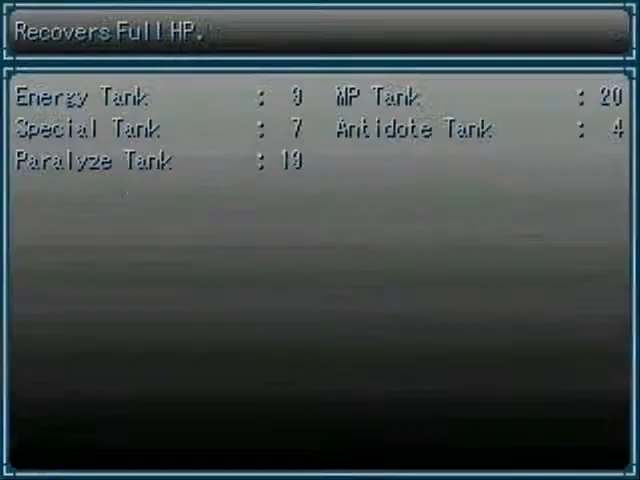 Recovers Full HP.
Energy Tank : 9 MP Tank : 20
Special Tank : 7 Antidote Tank : 4
Paralyze Tank : 19